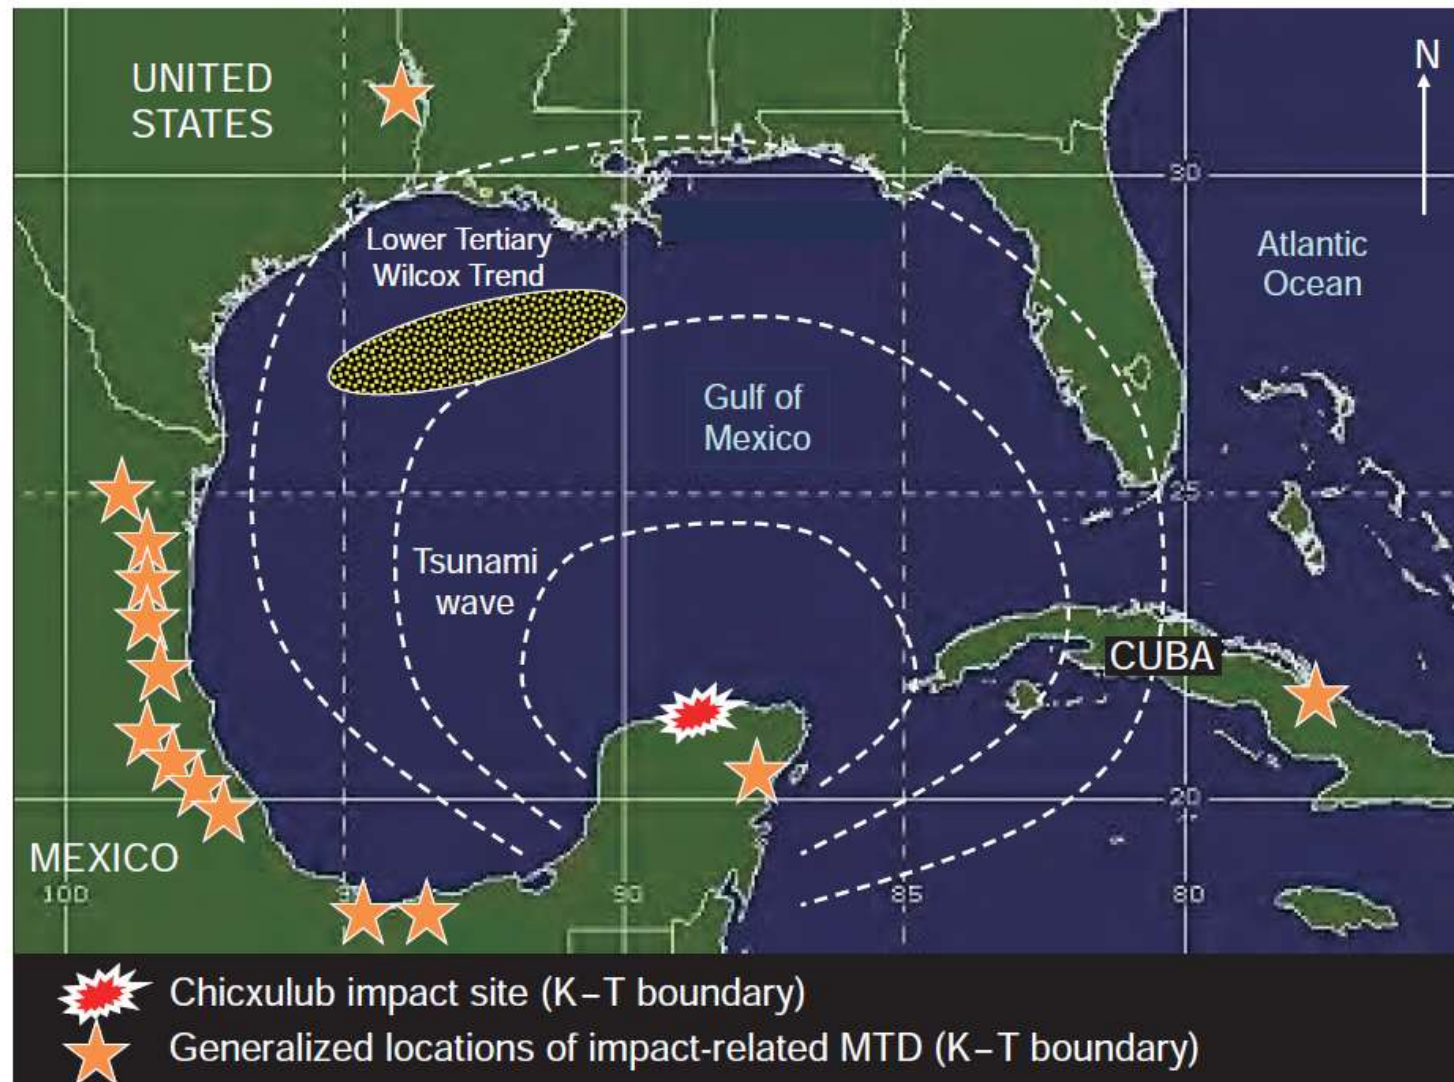 UNITED
STATES
N
30
Lower Tertiary
Wilcox Trend
Atlantic
Ocean
Gulf of
Mexico
25
Tsunami
wave
CUBA
20
MEXICO
100
95
90
85
80
Chicxulub impact site (K–T boundary)
Generalized locations of impact-related MTD (K–T boundary)